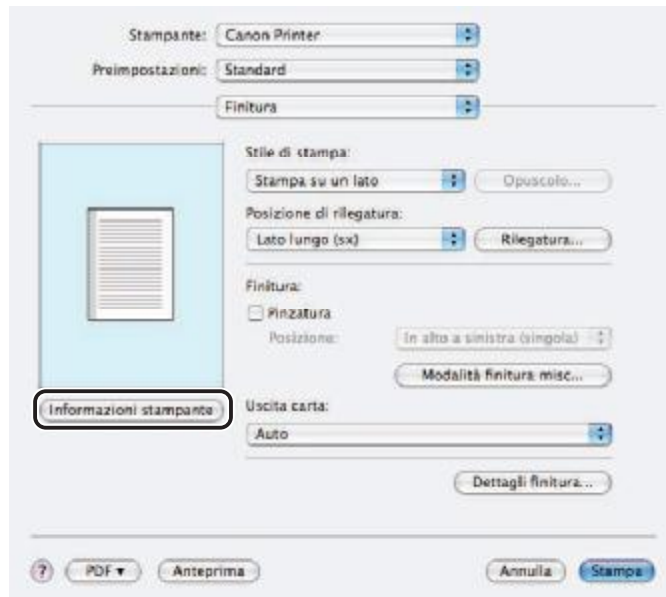 Stampante: Canon Printer
Preimpostazioni: Standard
Finitura
Stile di stampa:
Stampa su un lato Opuscolo...
Posizione di rilegatura:
Lato lungo (sx) Rilegatura...
Finitura:
Pinzatura
Posizione: In alto a sinistra (singola)
Modalità finitura misc...
Informazioni stampante
Uscita carta:
Auto
Dettagli finitura...
? PDF ▾ Anteprima Annulla Stampa